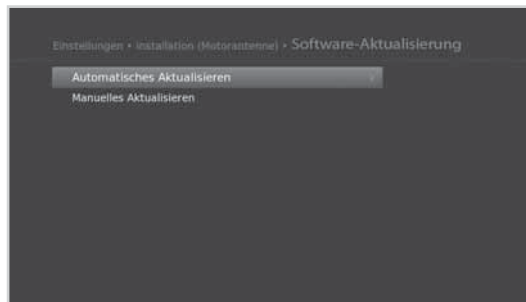 Einstellungen • Installation (Motorantenne) • Software-Aktualisierung
Automatisches Aktualisieren
Manuelles Aktualisieren